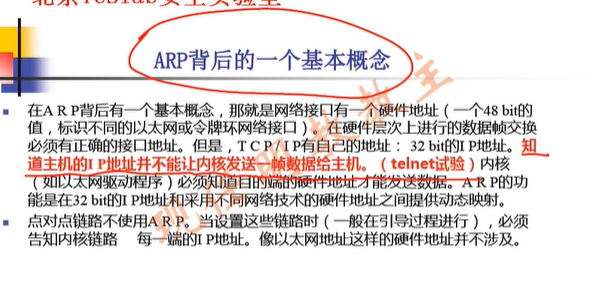 ARP背后的一个基本概念
在A R P背后有一个基本概念，那就是网络接口有一个硬件地址（一个48 bit的
值，标识不同的以太网或令牌环网络接口）。在硬件层次上进行的数据帧交换
必须有正确的接口地址。但是，T C P / I P有自己的地址： 32 bit的I P地址。知
道主机的I P地址并不能让内核发送一帧数据给主机。（telnet试验）内核
（如以太网驱动程序）必须知道目的端的硬件地址才能发送数据。A R P的功
能是在32 bit的I P地址和采用不同网络技术的硬件地址之间提供动态映射。
点对点链路不使用A R P。当设置这些链路时（一般在引导过程进行），必须
告知内核链路 每一端的I P地址。像以太网地址这样的硬件地址并不涉及。